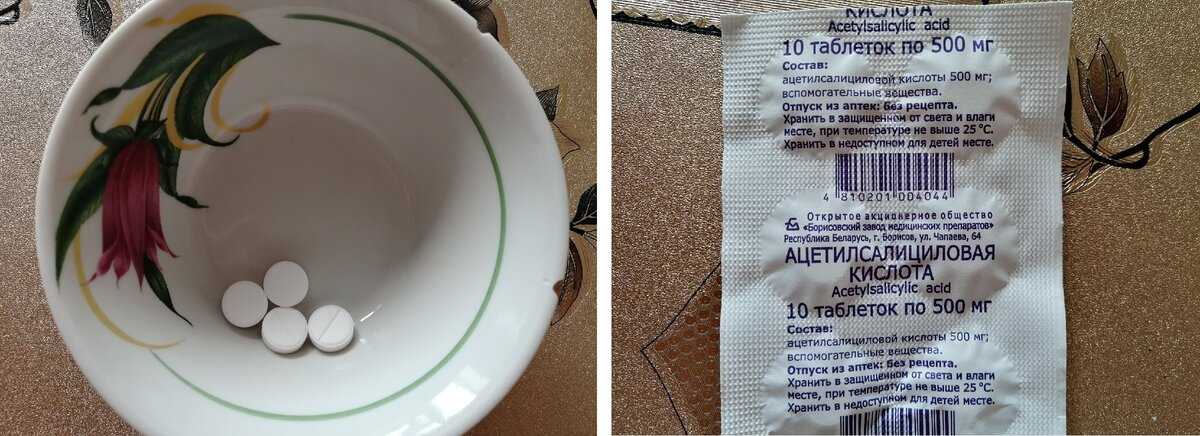 КИСЛОТА
Acetylsalicylic acid
10 таблеток по 500 мг
Состав:
ацетилсалициловой кислоты 500 мг;
вспомогательные вещества.
Отпуск из аптек: без рецепта.
Хранить в защищенном от света и влаги
месте, при температуре не выше 25 °С.
Хранить в недоступном для детей месте.
4 810201 004044
Открытое акционерное общество
«Борисовский завод медицинских препаратов»
Республика Беларусь, г. Борисов, ул. Чапаева, 64
АЦЕТИЛСАЛИЦИЛОВАЯ
КИСЛОТА
Acetylsalicylic acid
10 таблеток по 500 мг
Состав:
ацетилсалициловой кислоты 500 мг;
вспомогательные вещества.
Отпуск из аптек: без рецепта.
Хранить в защищенном от света и влаги
месте, при температуре не выше 25 °С.
Хранить в недоступном для детей месте.